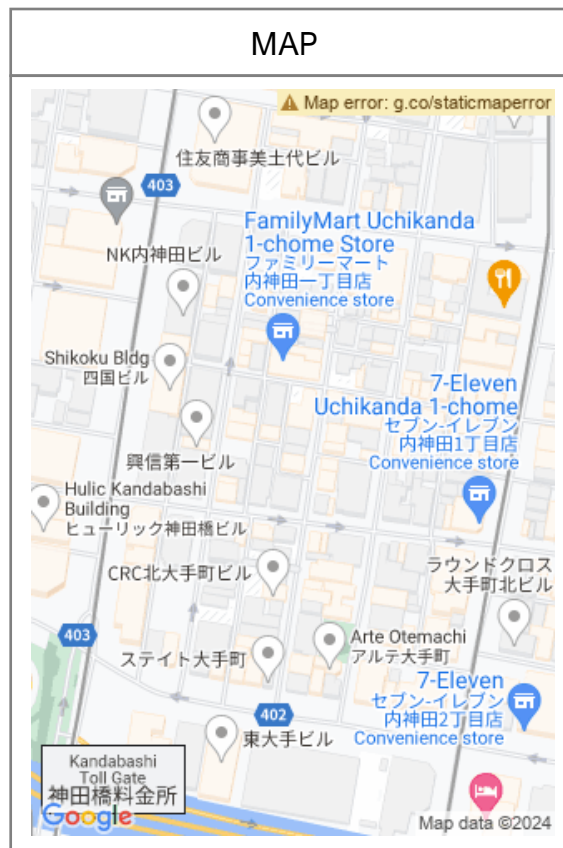 MAP
Map error: g.co/staticmaperror
住友商事美土代ビル
403
FamilyMart Uchikanda
1-chome Store
ファミリーマート
内神田一丁目店
Convenience store
NK内神田ビル
Shikoku Bldg
四国ビル
7-Eleven
Uchikanda 1-chome
セブン-イレブン
内神田1丁目店
Convenience store
興信第一ビル
Hulic Kandabashi
Building
ヒューリック神田橋ビル
CRC北大手町ビル
ラウンドクロス
大手町北ビル
403
ステイト大手町
Arte Otemachi
アルテ大手町
7-Eleven
セブン-イレブン
内神田2丁目店
Convenience store
402
東大手ビル
Kandabashi
Toll Gate
神田橋料金所
Google
Map data ©2024